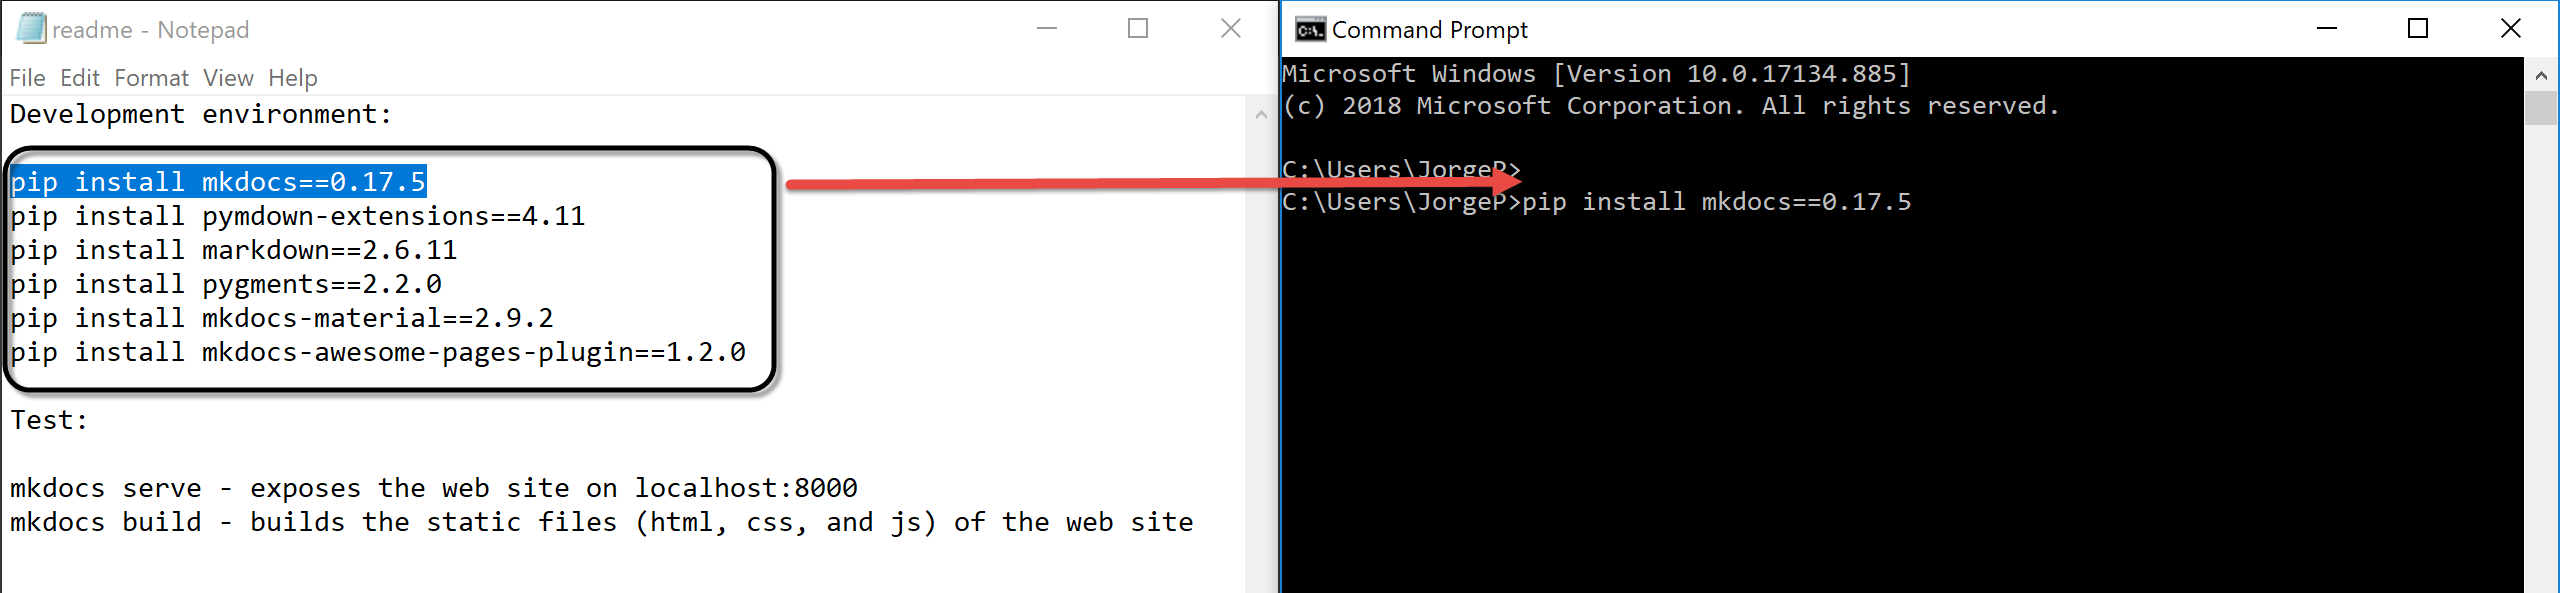 readme - Notepad
File Edit Format View Help
Development environment:
pip install mkdocs==0.17.5
pip install pymdown-extensions==4.11
pip install markdown==2.6.11
pip install pygments==2.2.0
pip install mkdocs-material==2.9.2
pip install mkdocs-awesome-pages-plugin==1.2.0
Test:
mkdocs serve - exposes the web site on localhost:8000
mkdocs build - builds the static files (html, css, and js) of the web site
C:\.
Command Prompt
Microsoft Windows [Version 10.0.17134.885]
(c) 2018 Microsoft Corporation. All rights reserved.
C:\Users\JorgeP>
C:\Users\JorgeP>pip install mkdocs==0.17.5